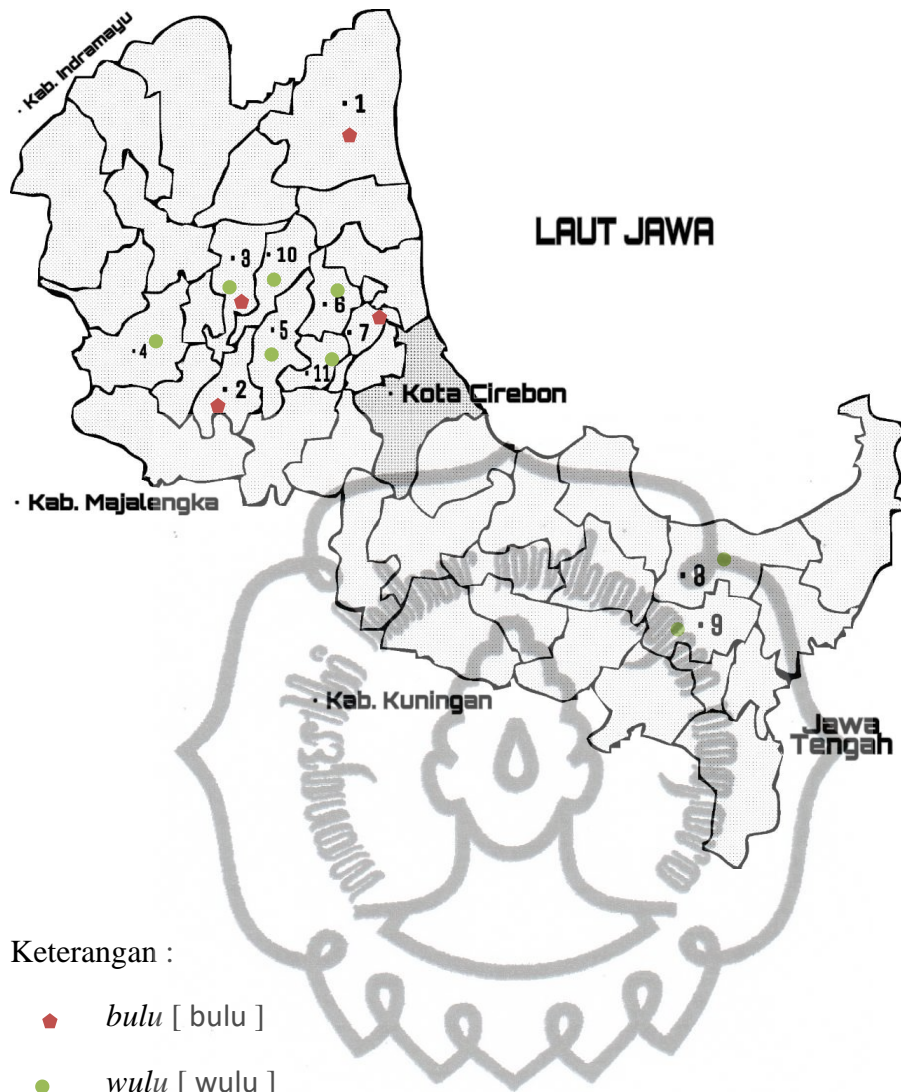 · Kab. Indramayu
· 1
LAUT JAWA
· 3
· 10
· 6
· 5
· 7
· 4
· 11
· 2
· Kota Cirebon
· Kab. Majalengka
· 8
· 9
· Kab. Kuningan
Jawa
Tengah
Keterangan :
bulu [ bulu ]
wulu [ wulu ]